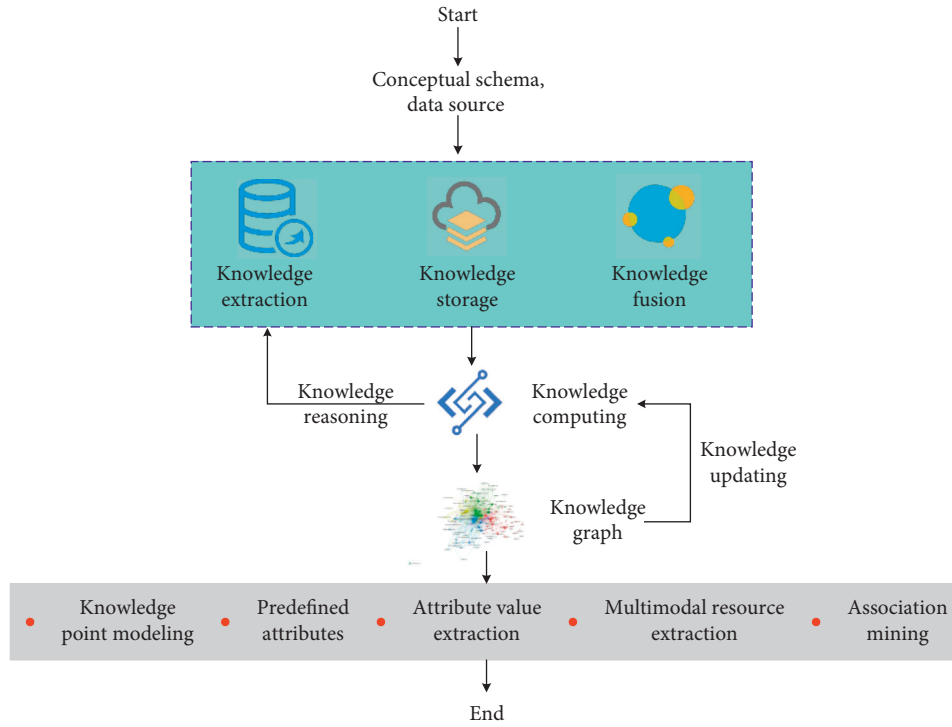 Start
Conceptual schema,
data source
Knowledge
extraction
Knowledge
storage
Knowledge
fusion
Knowledge
reasoning
Knowledge
computing
Knowledge
updating
Knowledge
graph
Knowledge
point modeling
Predefined
attributes
Attribute value
extraction
Multimodal resource
extraction
Association
mining
End